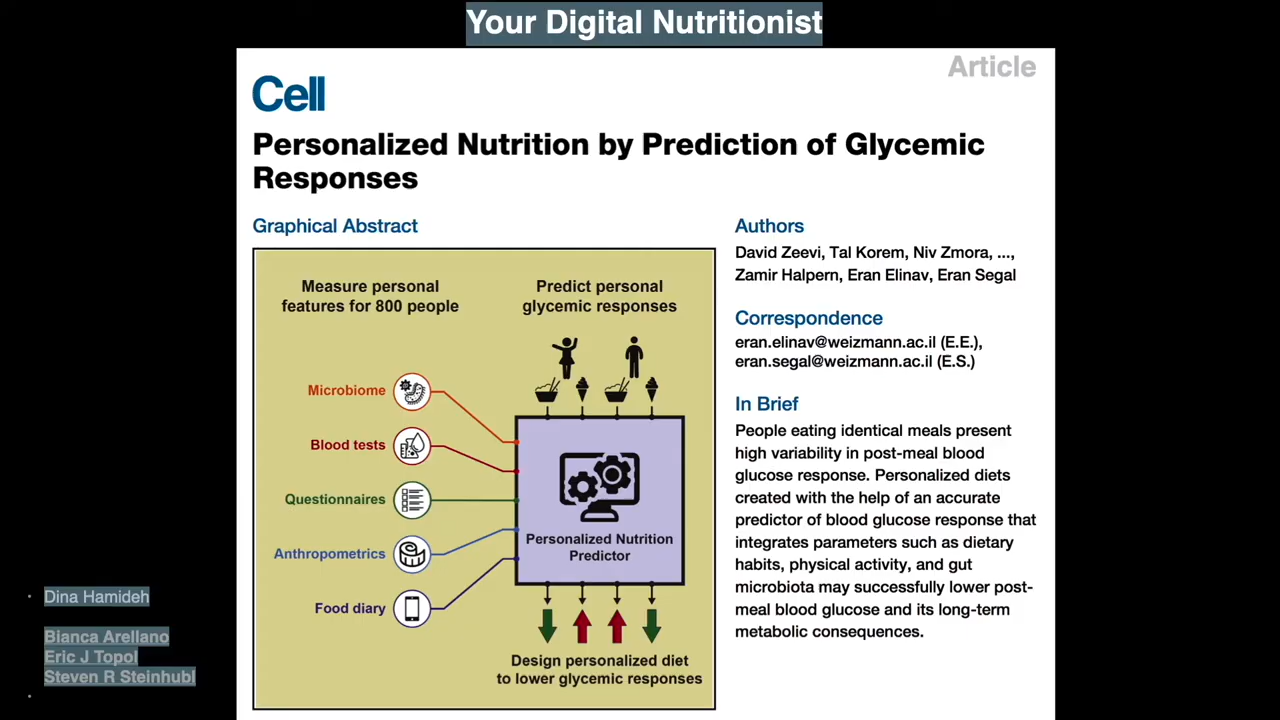 Your Digital Nutritionist
Article
Cell
Personalized Nutrition by Prediction of Glycemic
Responses
Graphical Abstract
Measure personal
features for 800 people
Predict personal
glycemic responses
Microbiome
Blood tests
Questionnaires
Anthropometrics
Food diary
Personalized Nutrition
Predictor
Design personalized diet
to lower glycemic responses
Authors
David Zeevi, Tal Korem, Niv Zmora, ...,
Zamir Halpern, Eran Elinav, Eran Segal
Correspondence
eran.elinav@weizmann.ac.il (E.E.),
eran.segal@weizmann.ac.il (E.S.)
In Brief
People eating identical meals present
high variability in post-meal blood
glucose response. Personalized diets
created with the help of an accurate
predictor of blood glucose response that
integrates parameters such as dietary
habits, physical activity, and gut
microbiota may successfully lower post-
meal blood glucose and its long-term
metabolic consequences.
Dina Hamideh
Bianca Arellano
Eric J Topol
Steven R Steinhubl